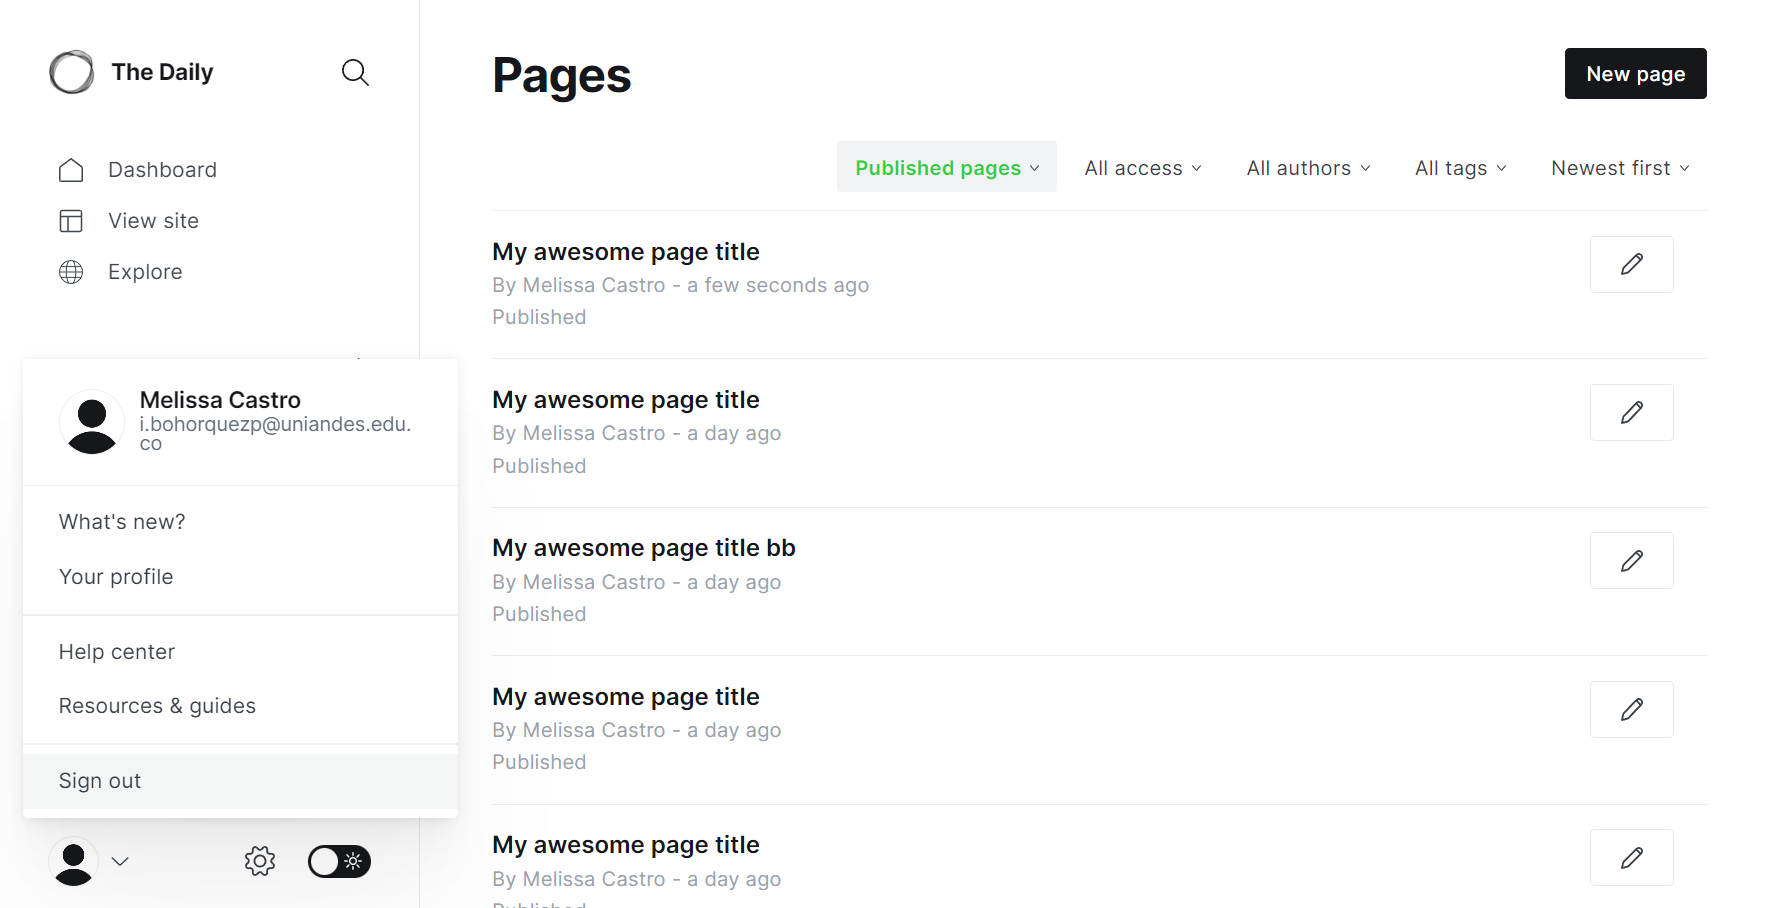 The Daily
Dashboard
View site
Explore
Melissa Castro
i.bohorquezp@uniandes.edu.
co
What's new?
Your profile
Help center
Resources & guides
Sign out
Pages
New page
Published pages All access All authors All tags Newest first
My awesome page title
By Melissa Castro - a few seconds ago
Published
My awesome page title
By Melissa Castro - a day ago
Published
My awesome page title bb
By Melissa Castro - a day ago
Published
My awesome page title
By Melissa Castro - a day ago
Published
My awesome page title
By Melissa Castro - a day ago
Published